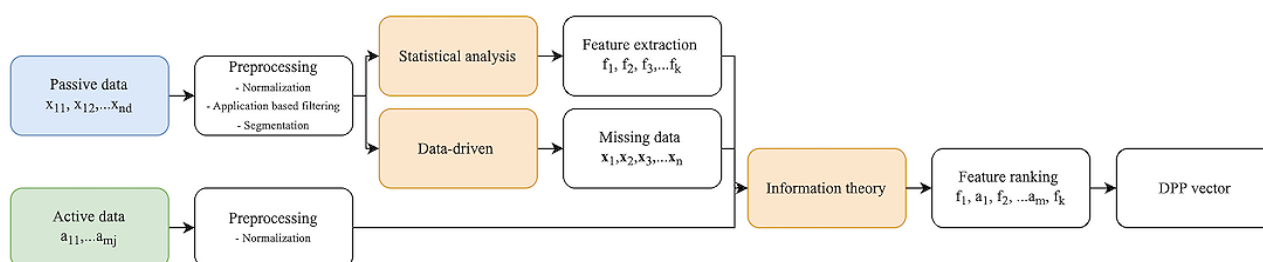 Passive data
x11, x12,...xnd
Preprocessing
- Normalization
- Application based filtering
- Segmentation
Statistical analysis
Feature extraction
f1, f2, f3,...fk
Data-driven
Missing data
x1,x2,x3,...xn
Active data
a11,...amj
Preprocessing
- Normalization
Information theory
Feature ranking
f1, a1, f2, ...am, fk
DPP vector